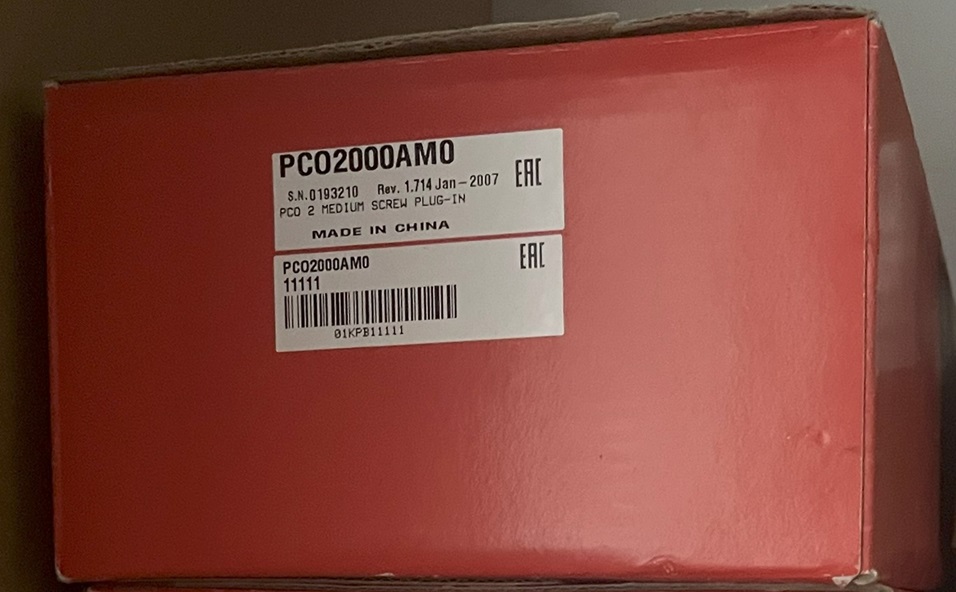 PCO2000AM0
S.N.0193210 Rev. 1.714 Jan-2007 EAC
PCO 2 MEDIUM SCREW PLUG-IN
MADE IN CHINA
PCO2000AM0 EAC
11111
01KPB11111